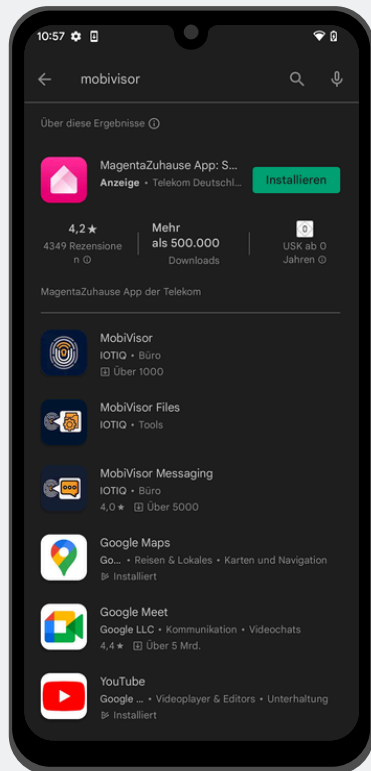 10:57
mobivisor
Über diese Ergebnisse
MagentaZuhause App: S...
Anzeige • Telekom Deutschl...
Installieren
4,2★
4349 Rezensione
n
Mehr
als 500.000
Downloads
0
USK ab 0
Jahren
MagentaZuhause App der Telekom
MobiVisor
IOTIQ • Büro
Über 1000
MobiVisor Files
IOTIQ • Tools
MobiVisor Messaging
IOTIQ • Büro
4,0★ Über 5000
Google Maps
Go... • Reisen & Lokales • Karten und Navigation
Installiert
Google Meet
Google LLC • Kommunikation • Videochats
4,4★ Über 5 Mrd.
YouTube
Google ... • Videoplayer & Editors • Unterhaltung
Installiert